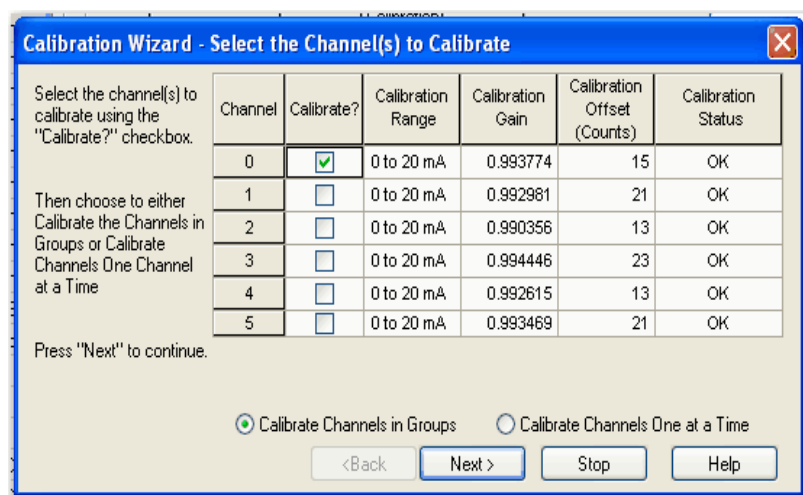 Calibration Wizard - Select the Channel(s) to Calibrate
Select the channel(s) to
calibrate using the
"Calibrate?" checkbox.
Then choose to either
Calibrate the Channels in
Groups or Calibrate
Channels One Channel
at a Time
Press "Next" to continue.
Channel Calibrate? Calibration Range Calibration Gain Calibration Offset (Counts) Calibration Status
0 0 to 20 mA 0.993774 15 OK
1 0 to 20 mA 0.992981 21 OK
2 0 to 20 mA 0.990356 13 OK
3 0 to 20 mA 0.994446 23 OK
4 0 to 20 mA 0.992615 13 OK
5 0 to 20 mA 0.993469 21 OK
Calibrate Channels in Groups Calibrate Channels One at a Time
<Back Next> Stop Help